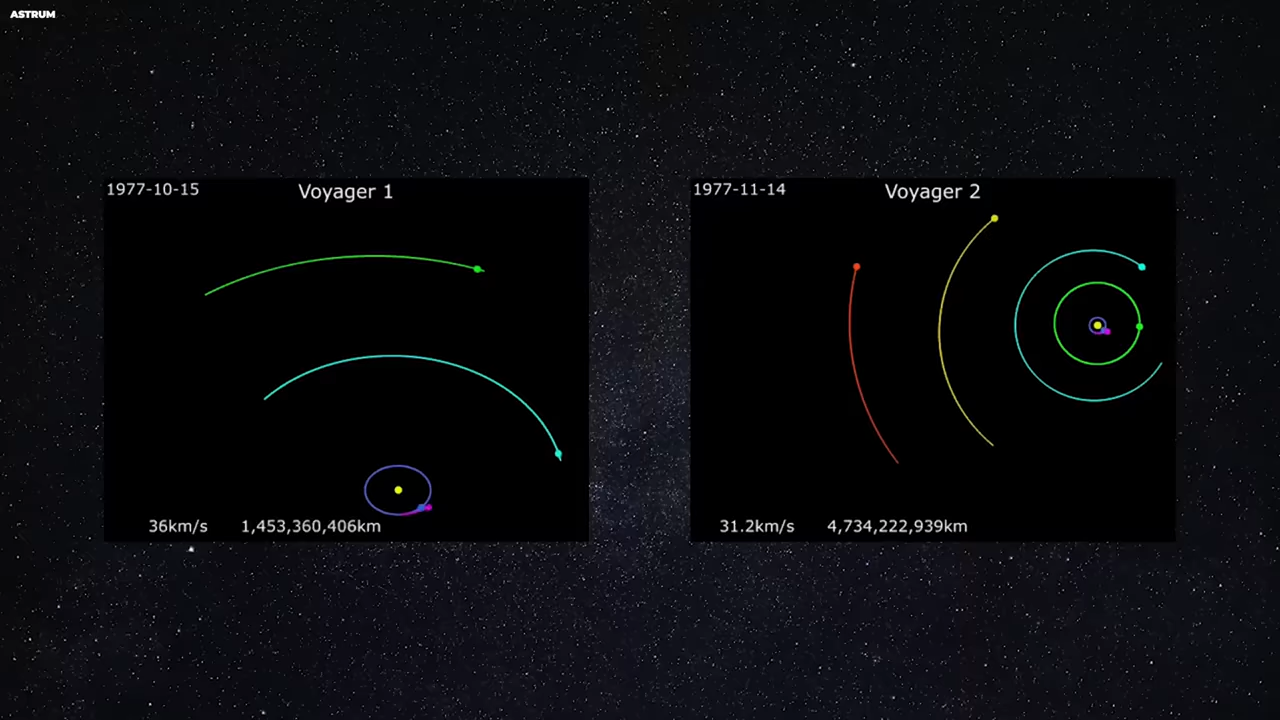 ASTRUM
1977-10-15
Voyager 1
36km/s
1,453,360,406km
1977-11-14
Voyager 2
31.2km/s
4,734,222,939km